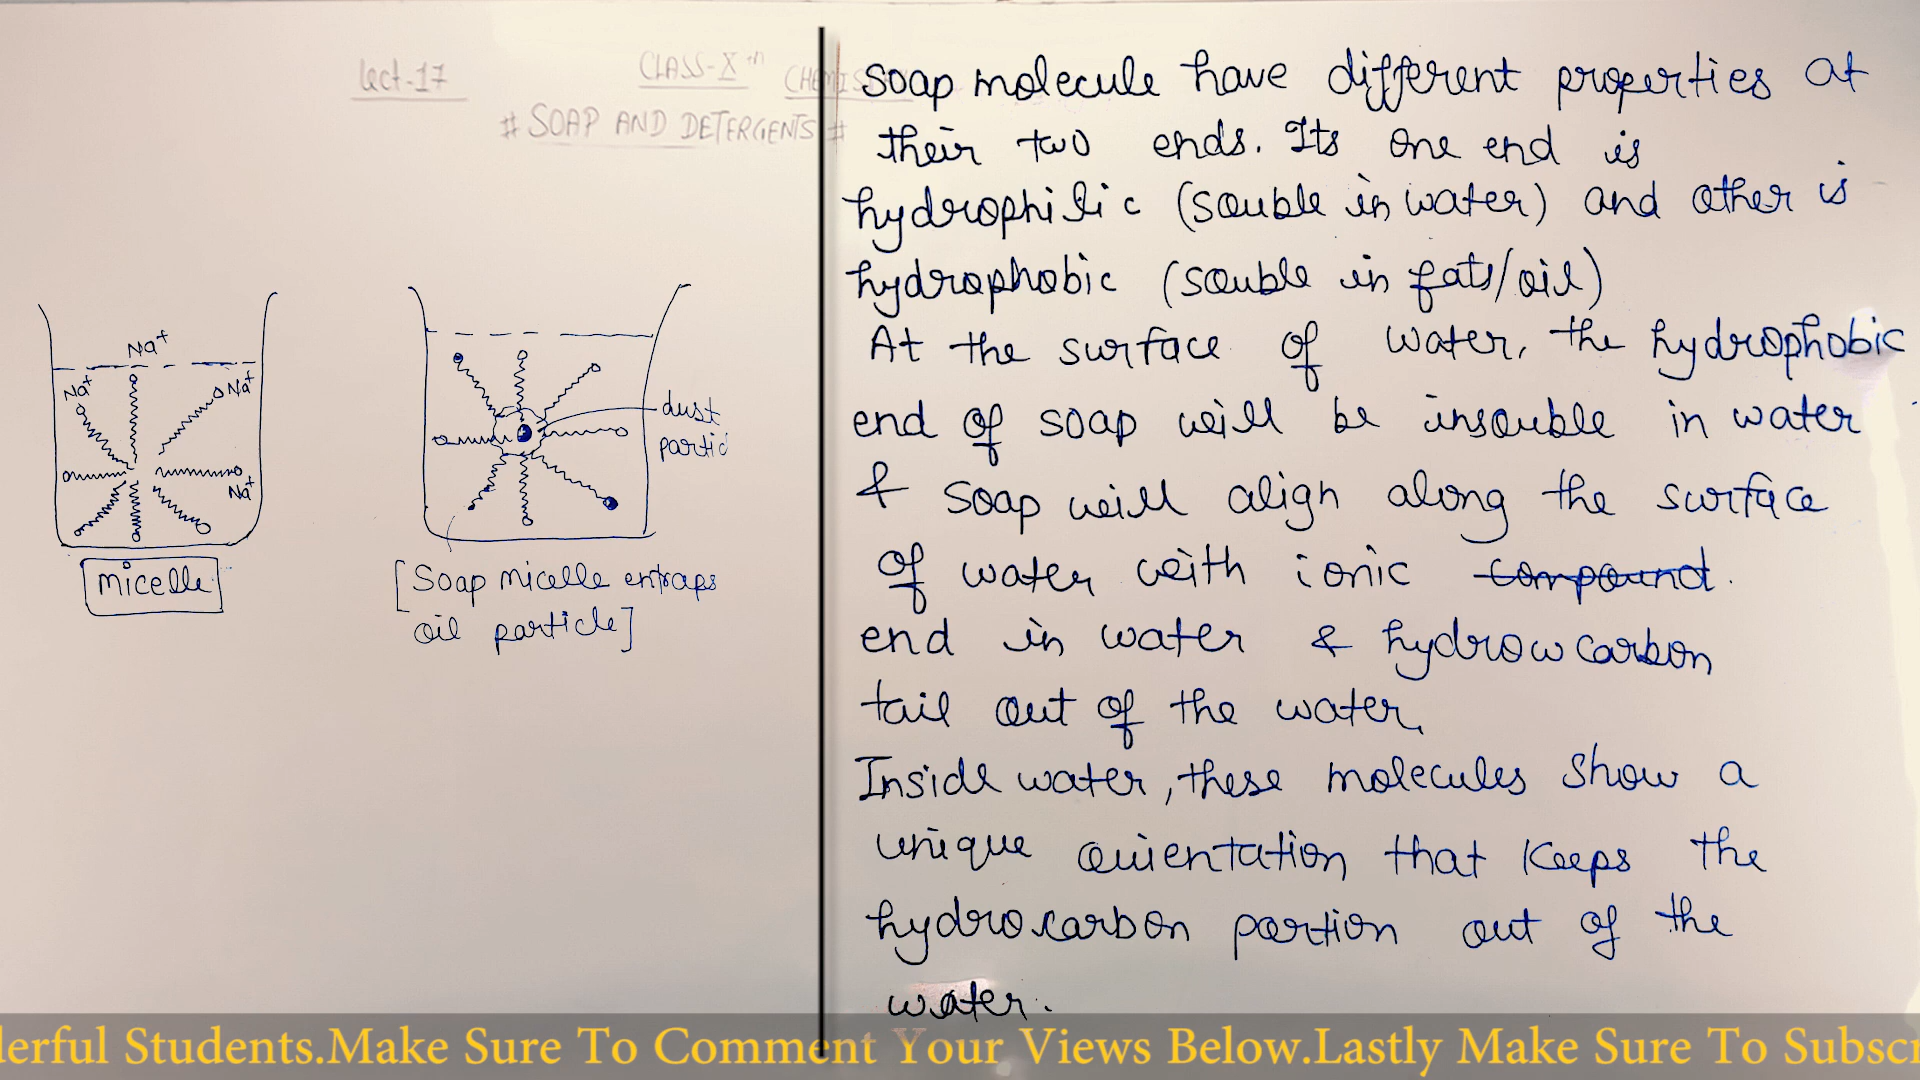 Lect-17
CLASS-Xth
CHEMIS
# SOAP AND DETERGENTS #
Na+
Na+
Na+
Na+
micelle
dust
partic
[Soap micelle entraps
oil particle]
Soap molecule have different properties at
their two ends. Its one end is
hydrophilic (souble in water) and other is
hydrophobic (souble in fats/oil)
At the surface of water, the hydrophobic
end of soap will be insouble in water
& soap will align along the surface
of water with ionic compound.
end in water & hydrowcarbon
tail out of the water.
Inside water, these molecules show a
unique orientation that keeps the
hydrocarbon portion out of the
water.
derful Students.Make Sure To Comment Your Views Below.Lastly Make Sure To Subscr